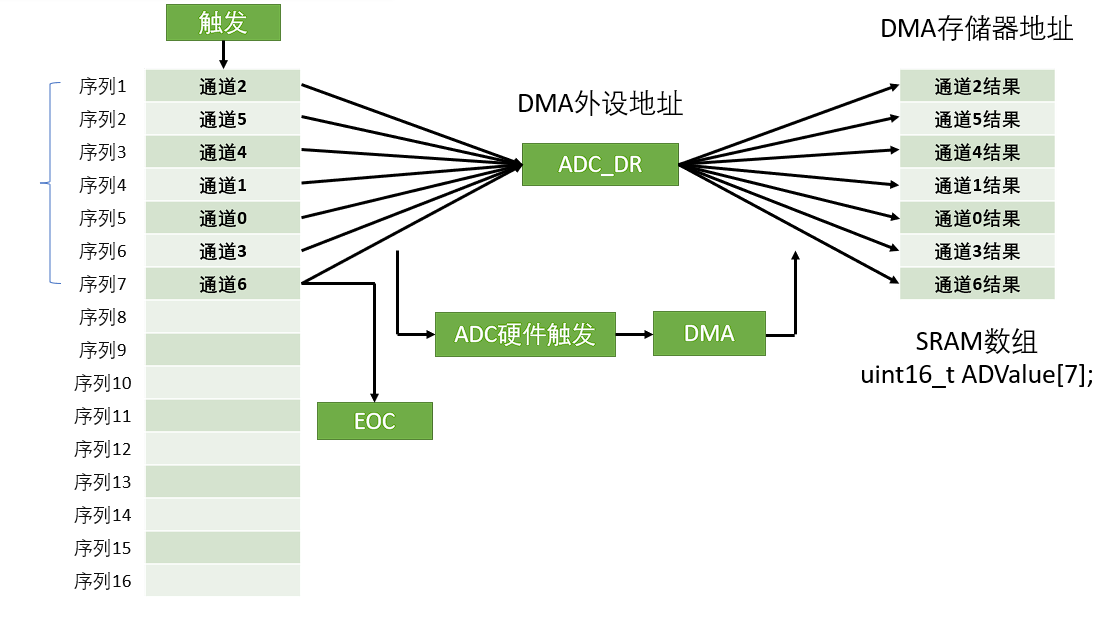 触发
DMA存储器地址
序列1 通道2 通道2结果
DMA外设地址
序列2 通道5 通道5结果
序列3 通道4 通道4结果
ADC_DR
序列4 通道1 通道1结果
序列5 通道0 通道0结果
序列6 通道3 通道3结果
序列7 通道6 通道6结果
序列8
ADC硬件触发 DMA
SRAM数组
序列9
uint16_t ADValue[7];
序列10
序列11
EOC
序列12
序列13
序列14
序列15
序列16